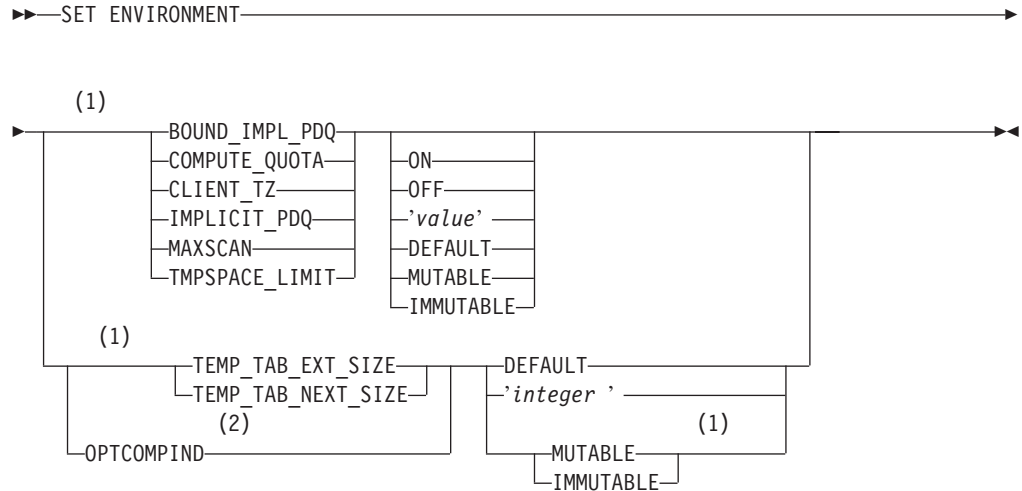 SET ENVIRONMENT
(1)
BOUND_IMPL_PDQ
COMPUTE_QUOTA
CLIENT_TZ
IMPLICIT_PDQ
MAXSCAN
TMPSPACE_LIMIT
ON
OFF
’value’
DEFAULT
MUTABLE
IMMUTABLE
(1)
TEMP_TAB_EXT_SIZE
TEMP_TAB_NEXT_SIZE
(2)
OPTCOMPIND
DEFAULT
’integer ’
(1)
MUTABLE
IMMUTABLE